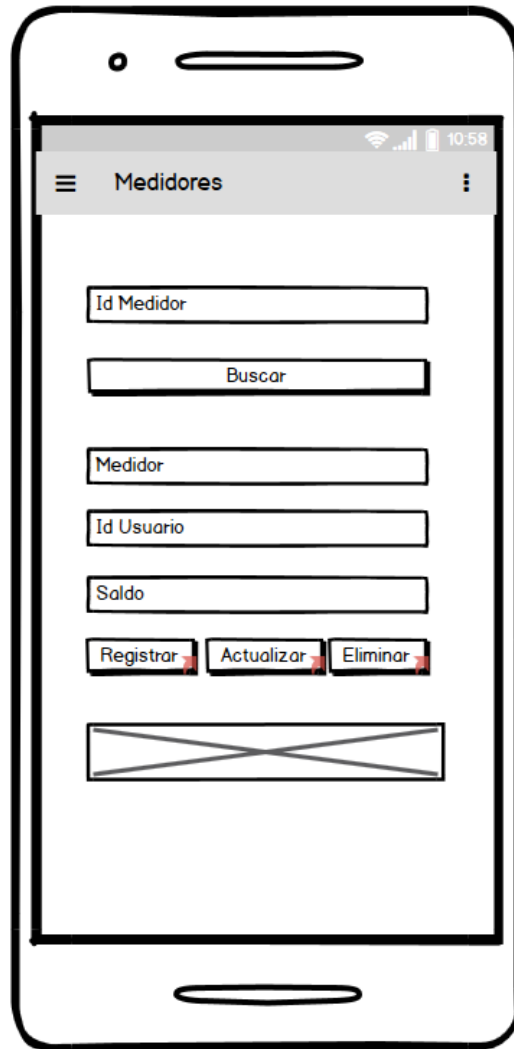 10:58
Medidores
Id Medidor
Buscar
Medidor
Id Usuario
Saldo
Registrar Actualizar Eliminar